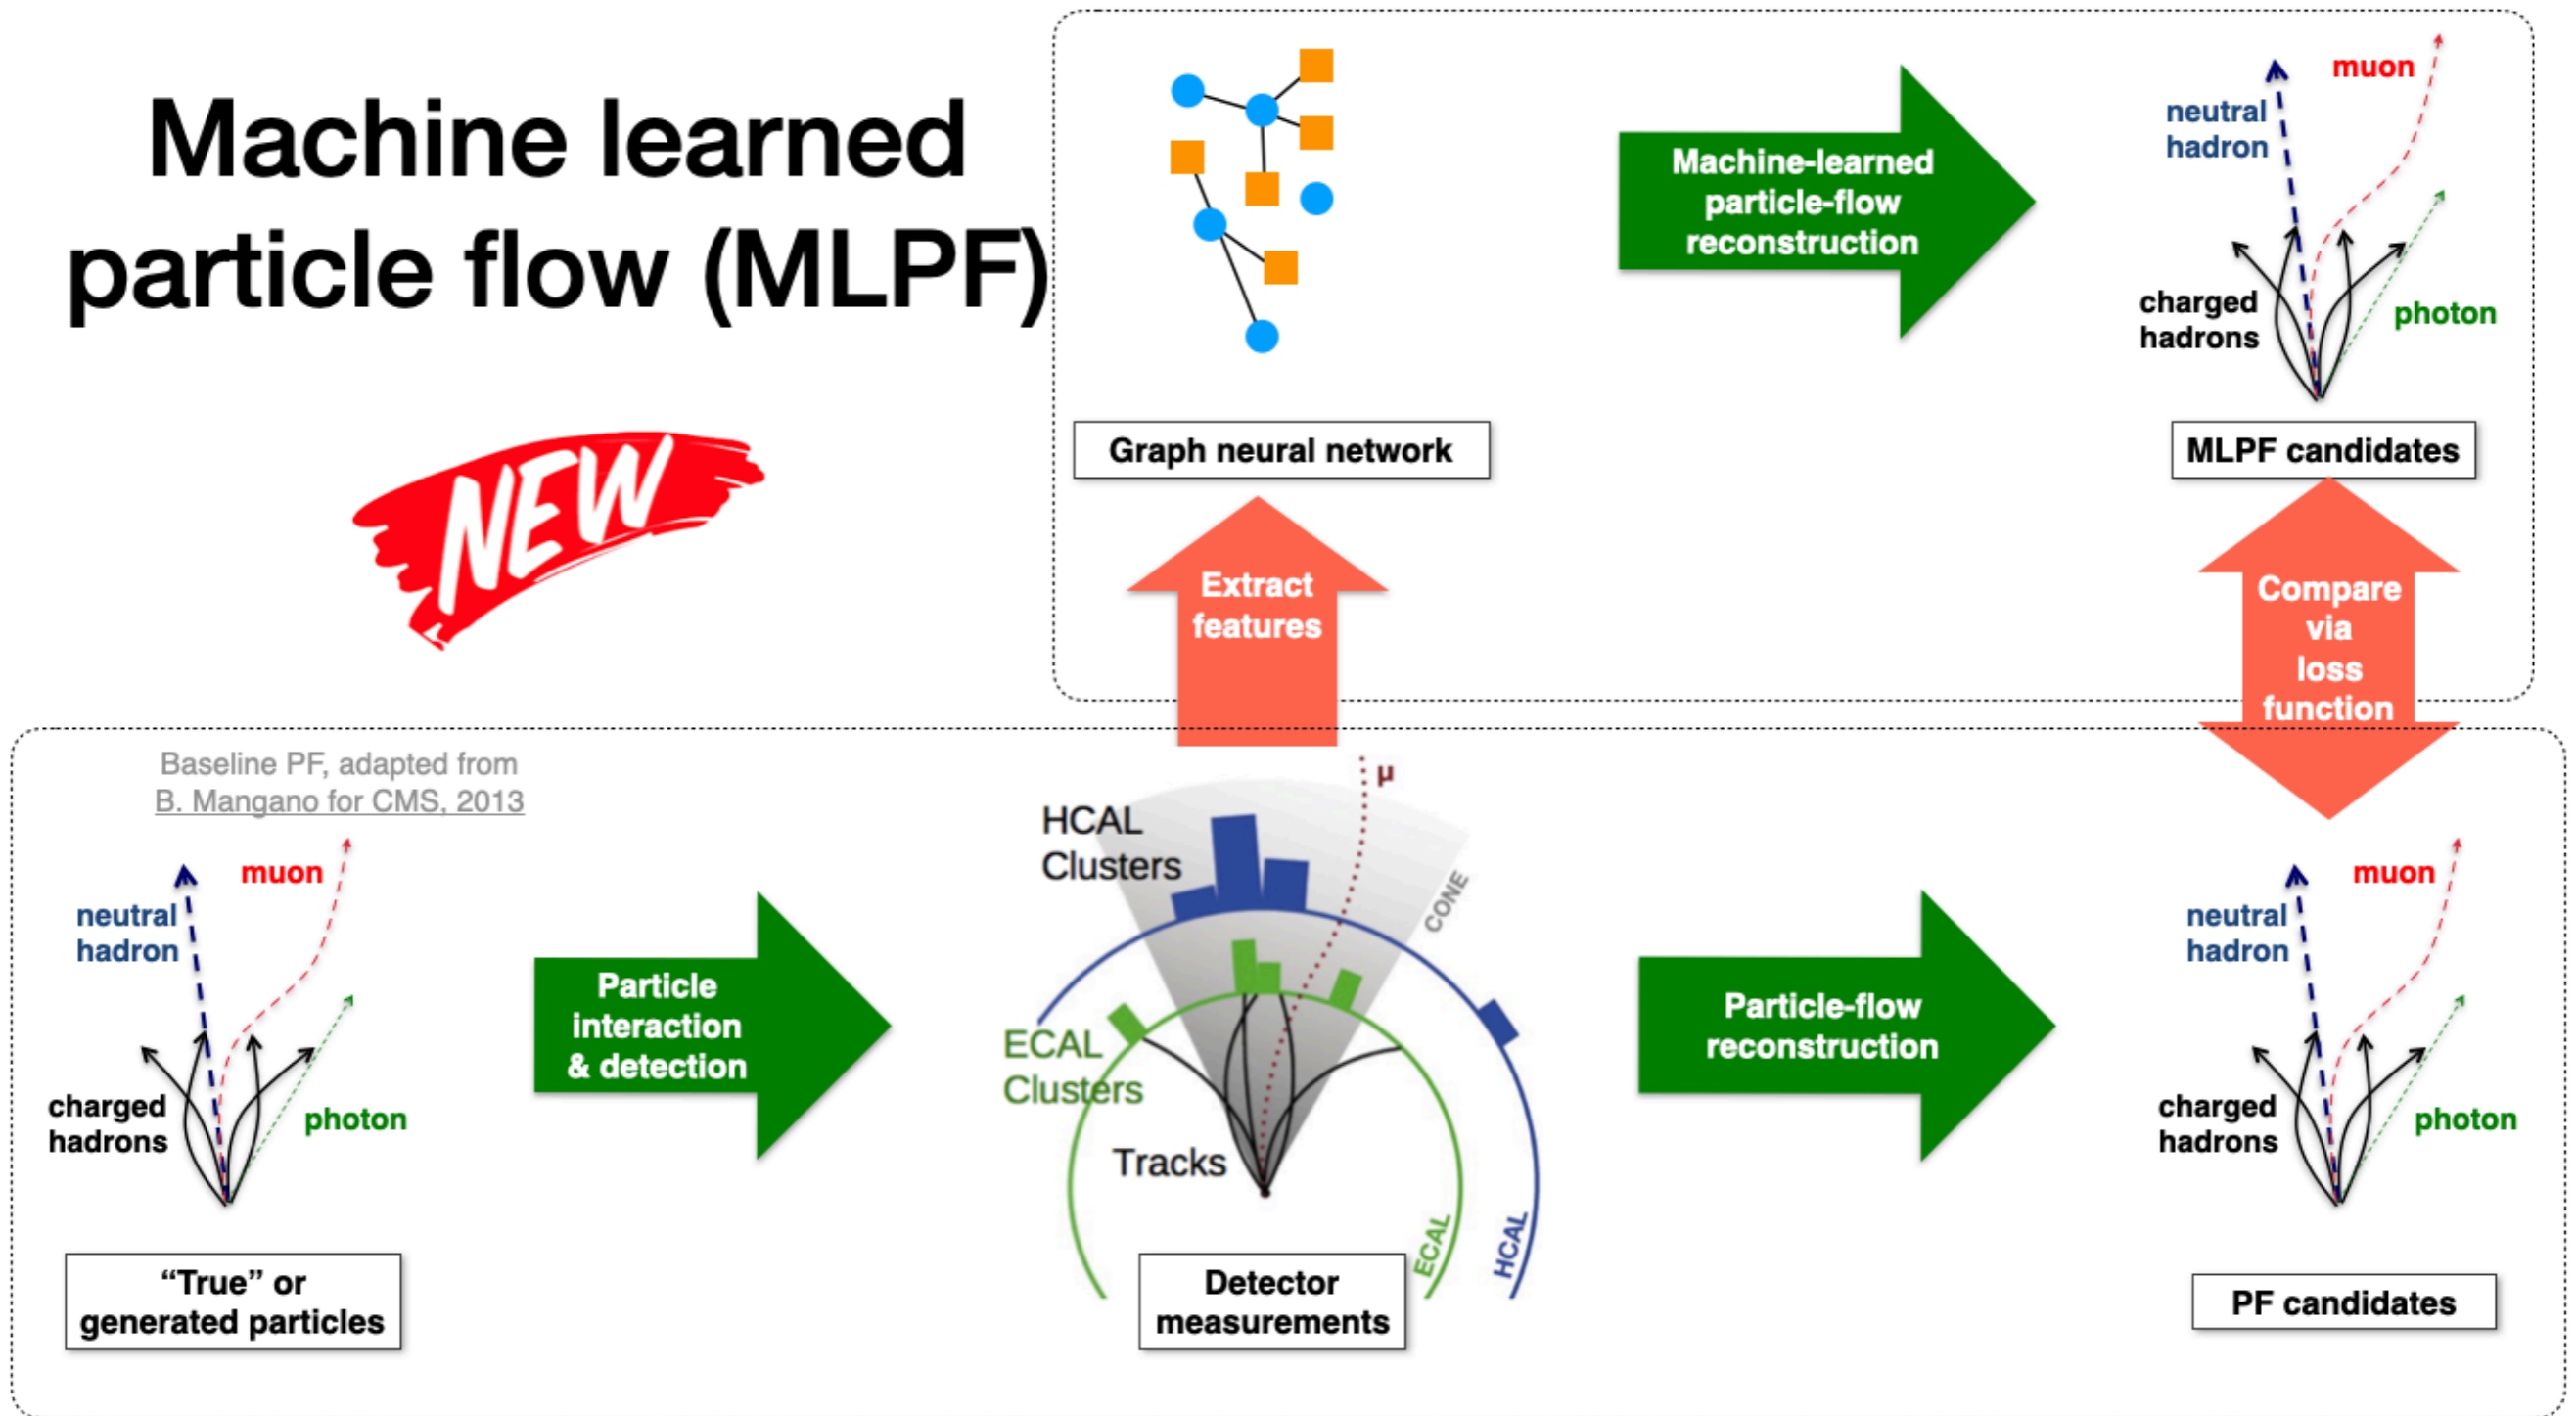 Machine learned
particle flow (MLPF)
NEW
muon
neutral
hadron
charged
hadrons
photon
Machine-learned
particle-flow
reconstruction
Graph neural network
MLPF candidates
Extract
features
Compare
via
loss
function
Baseline PF, adapted from
B. Mangano for CMS, 2013
muon
neutral
hadron
charged
hadrons
photon
Particle
interaction
& detection
HCAL
Clusters
μ
CONE
ECAL
Clusters
Tracks
ECAL
HCAL
Particle-flow
reconstruction
muon
neutral
hadron
charged
hadrons
photon
“True” or
generated particles
Detector
measurements
PF candidates